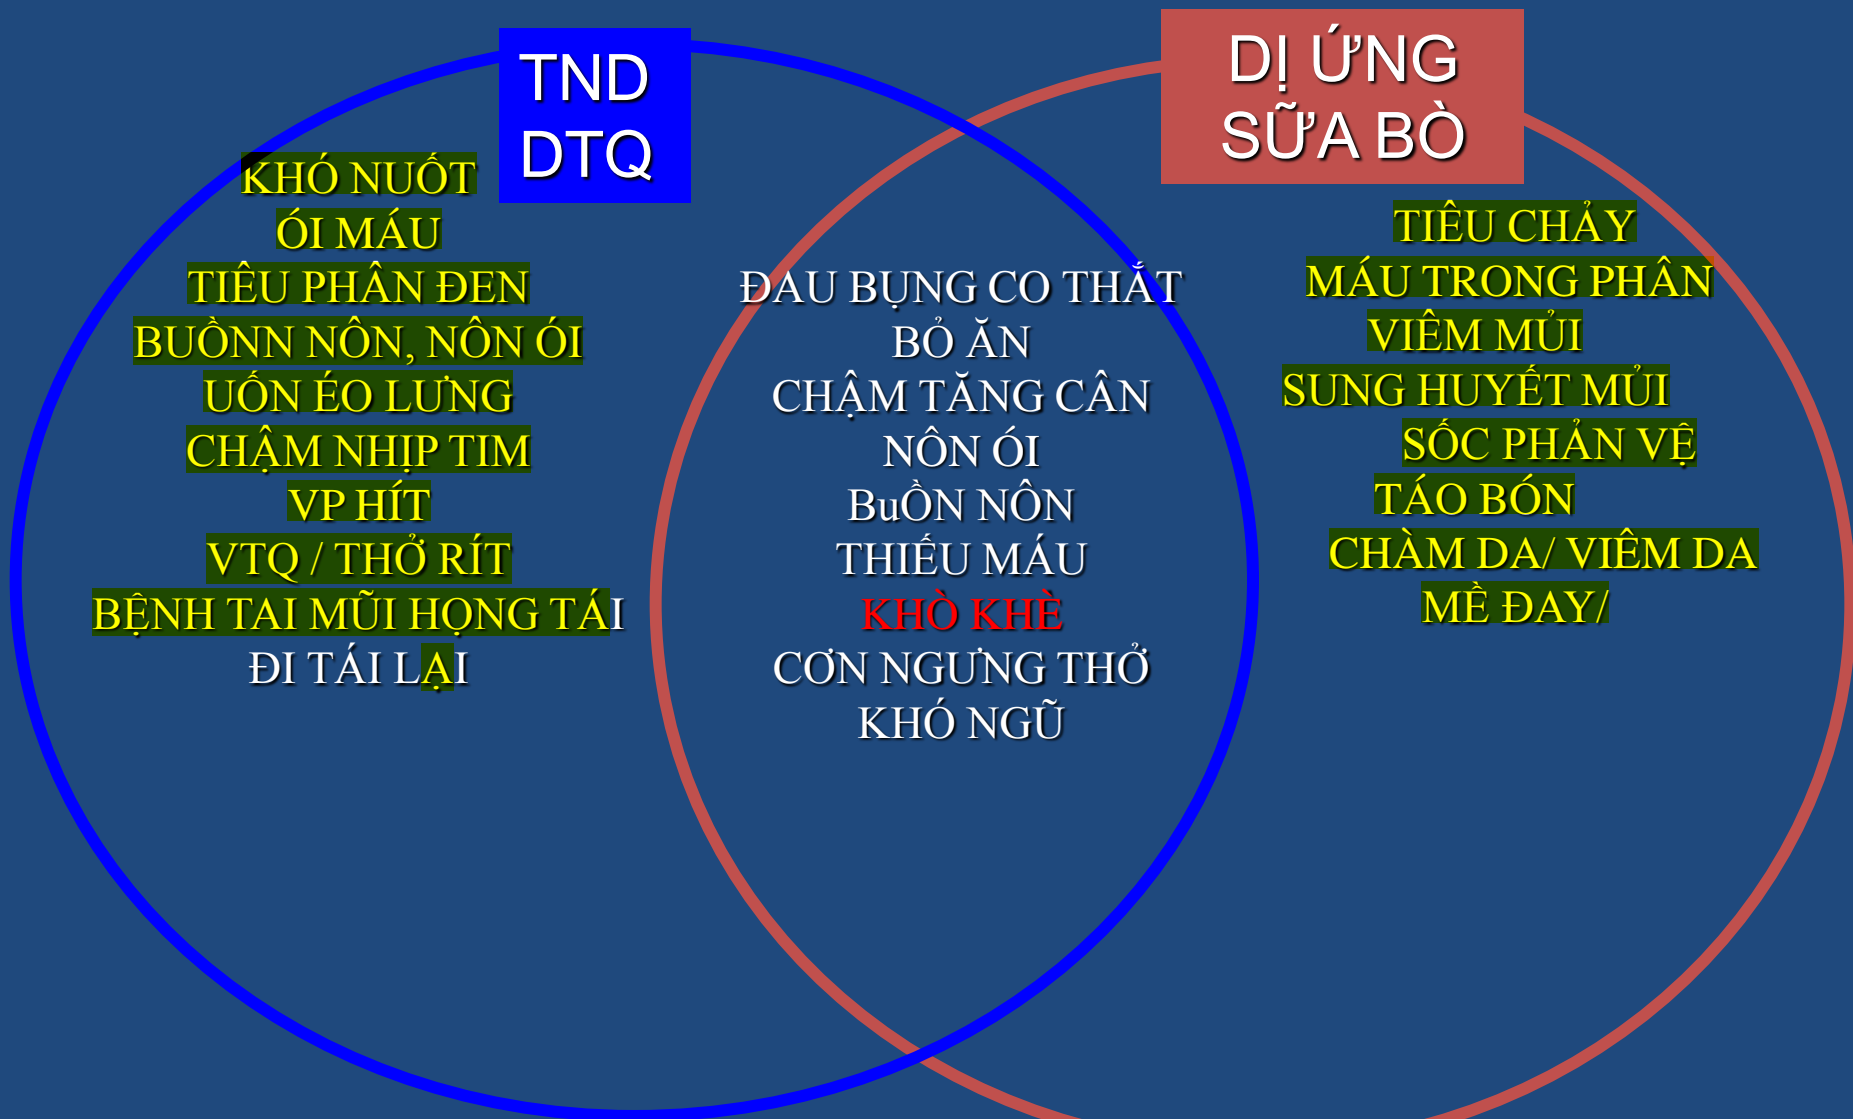 TND
DTQ
DỊ ỨNG
SỮA BÒ
KHÓ NUỐT
ÓI MÁU
TIÊU PHÂN ĐEN
BUỒNN NÔN, NÔN ÓI
UỐN ÉO LƯNG
CHẬM NHỊP TIM
VP HÍT
VTQ / THỞ RÍT
BỆNH TAI MŨI HỌNG TÁI
ĐI TÁI LẠI
ĐAU BỤNG CO THẮT
BỎ ĂN
CHẬM TĂNG CÂN
NÔN ÓI
BuỒN NÔN
THIẾU MÁU
KHÒ KHÈ
CƠN NGƯNG THỞ
KHÓ NGŨ
TIÊU CHẢY
MÁU TRONG PHÂN
VIÊM MỦI
SUNG HUYẾT MỦI
SỐC PHẢN VỆ
TÁO BÓN
CHÀM DA/ VIÊM DA
MỀ ĐAY/